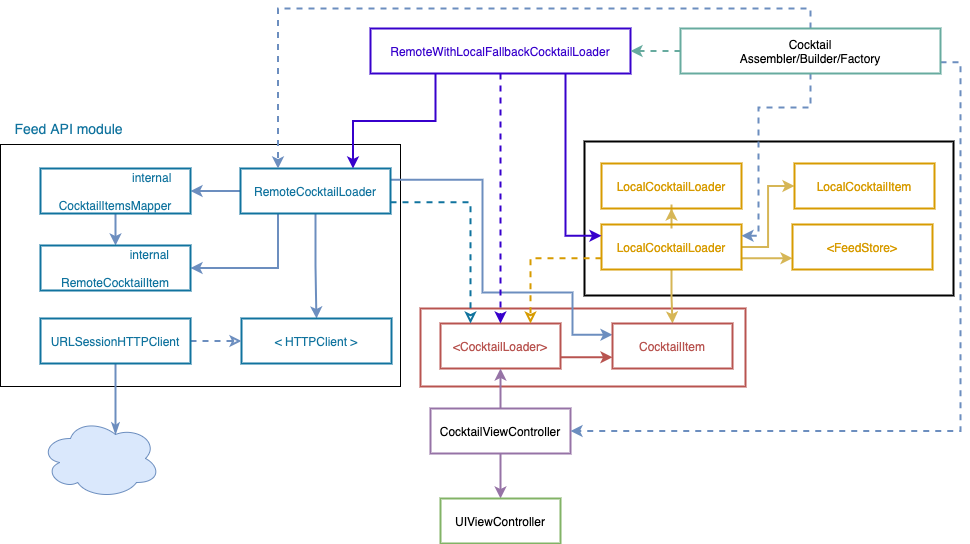 Cocktail
Assembler/Builder/Factory
RemoteWithLocalFallbackCocktailLoader
Feed API module
internal
CocktailItemsMapper
RemoteCocktailLoader
LocalCocktailLoader
LocalCocktailItem
internal
RemoteCocktailItem
LocalCocktailLoader
<FeedStore>
URLSessionHTTPClient
< HTTPClient >
<CocktailLoader>
CocktailItem
CocktailViewController
UIViewController